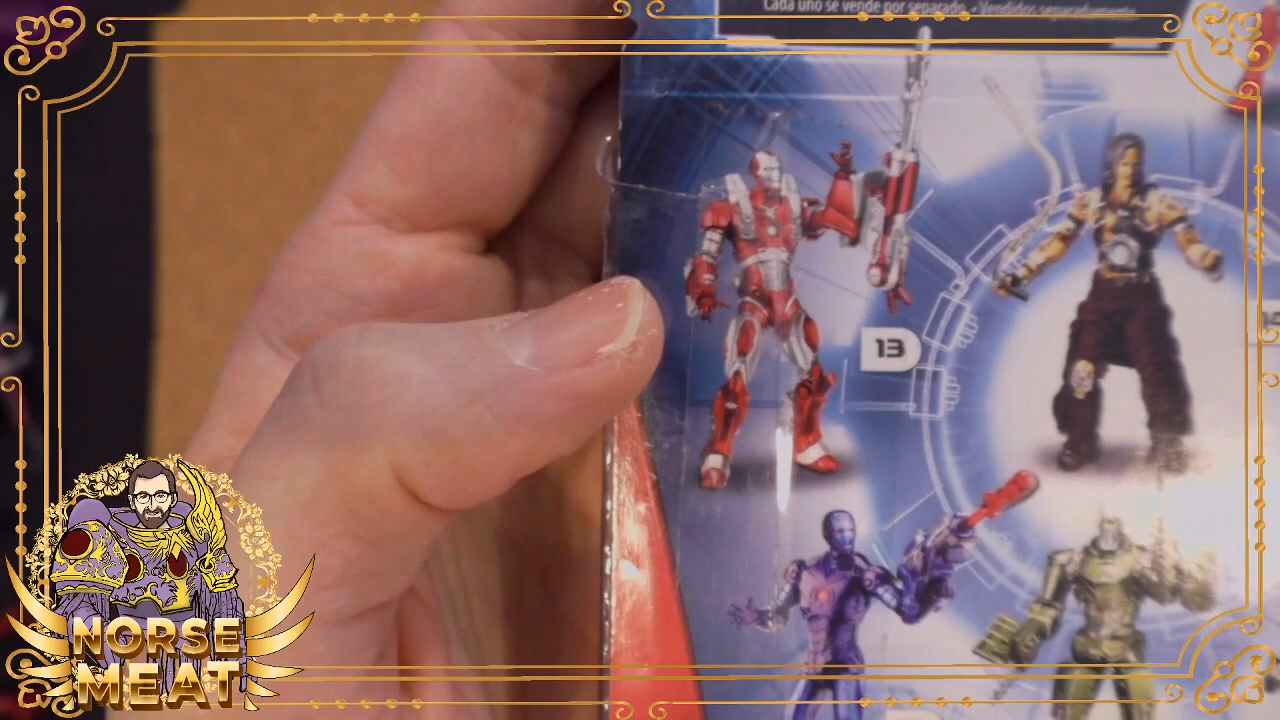 Cada uno se vende por separado. • Vendidos separadamente.
13
NORSE
MEAT